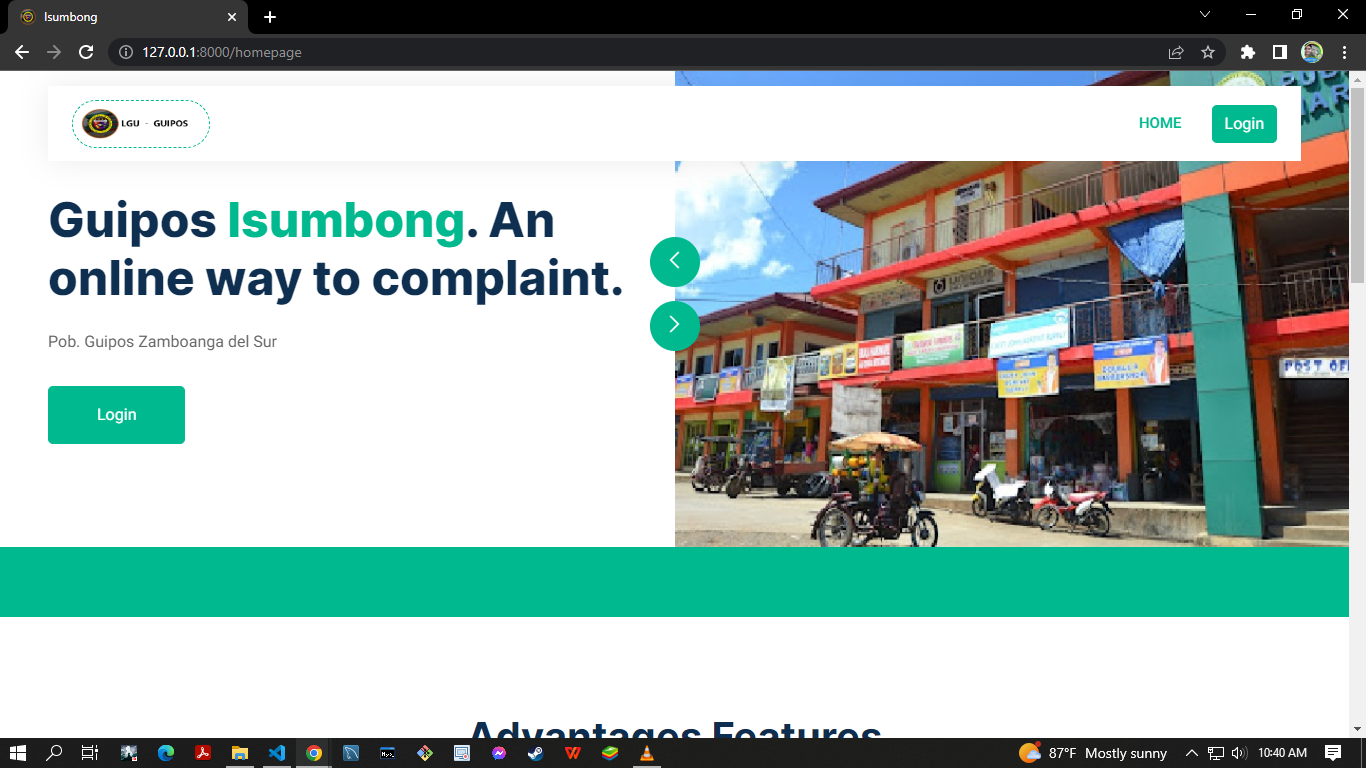 Isumbong
127.0.0.1:8000/homepage
LGU - GUIPOS
HOME
Login
Guipos Isumbong. An
online way to complaint.
Pob. Guipos Zamboanga del Sur
Login
POST OF
Advantages Features
87°F Mostly sunny
10:40 AM